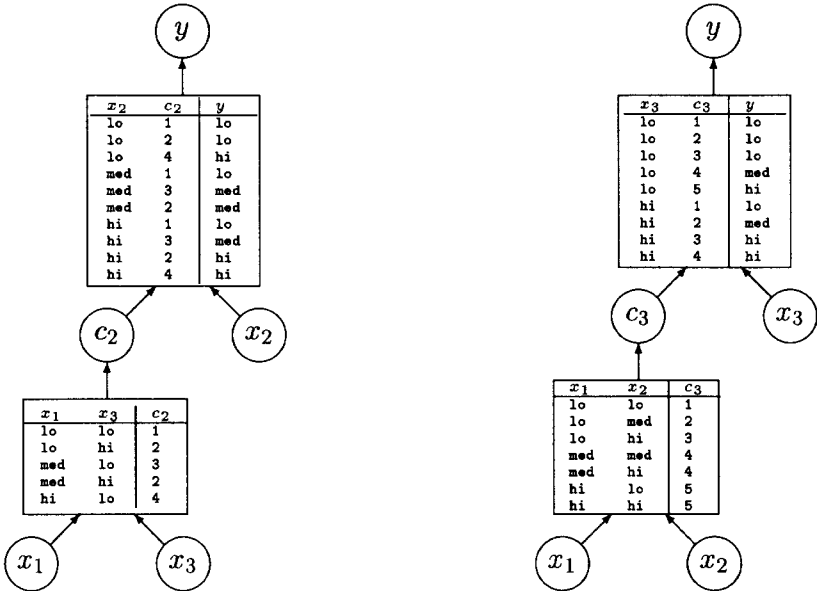 y
x₂ c₂ y
lo 1 lo
lo 2 lo
lo 4 hi
med 1 lo
med 3 med
med 2 med
hi 1 lo
hi 3 med
hi 2 hi
hi 4 hi
c₂
x₂
x₁ x₃ c₂
lo lo 1
lo hi 2
med lo 3
med hi 2
hi lo 4
x₁
x₃
y
x₃ c₃ y
lo 1 lo
lo 2 lo
lo 3 lo
lo 4 med
lo 5 hi
hi 1 lo
hi 2 med
hi 3 hi
hi 4 hi
c₃
x₃
x₁ x₂ c₃
lo lo 1
lo med 2
lo hi 3
med med 4
med hi 4
hi lo 5
hi hi 5
x₁
x₂